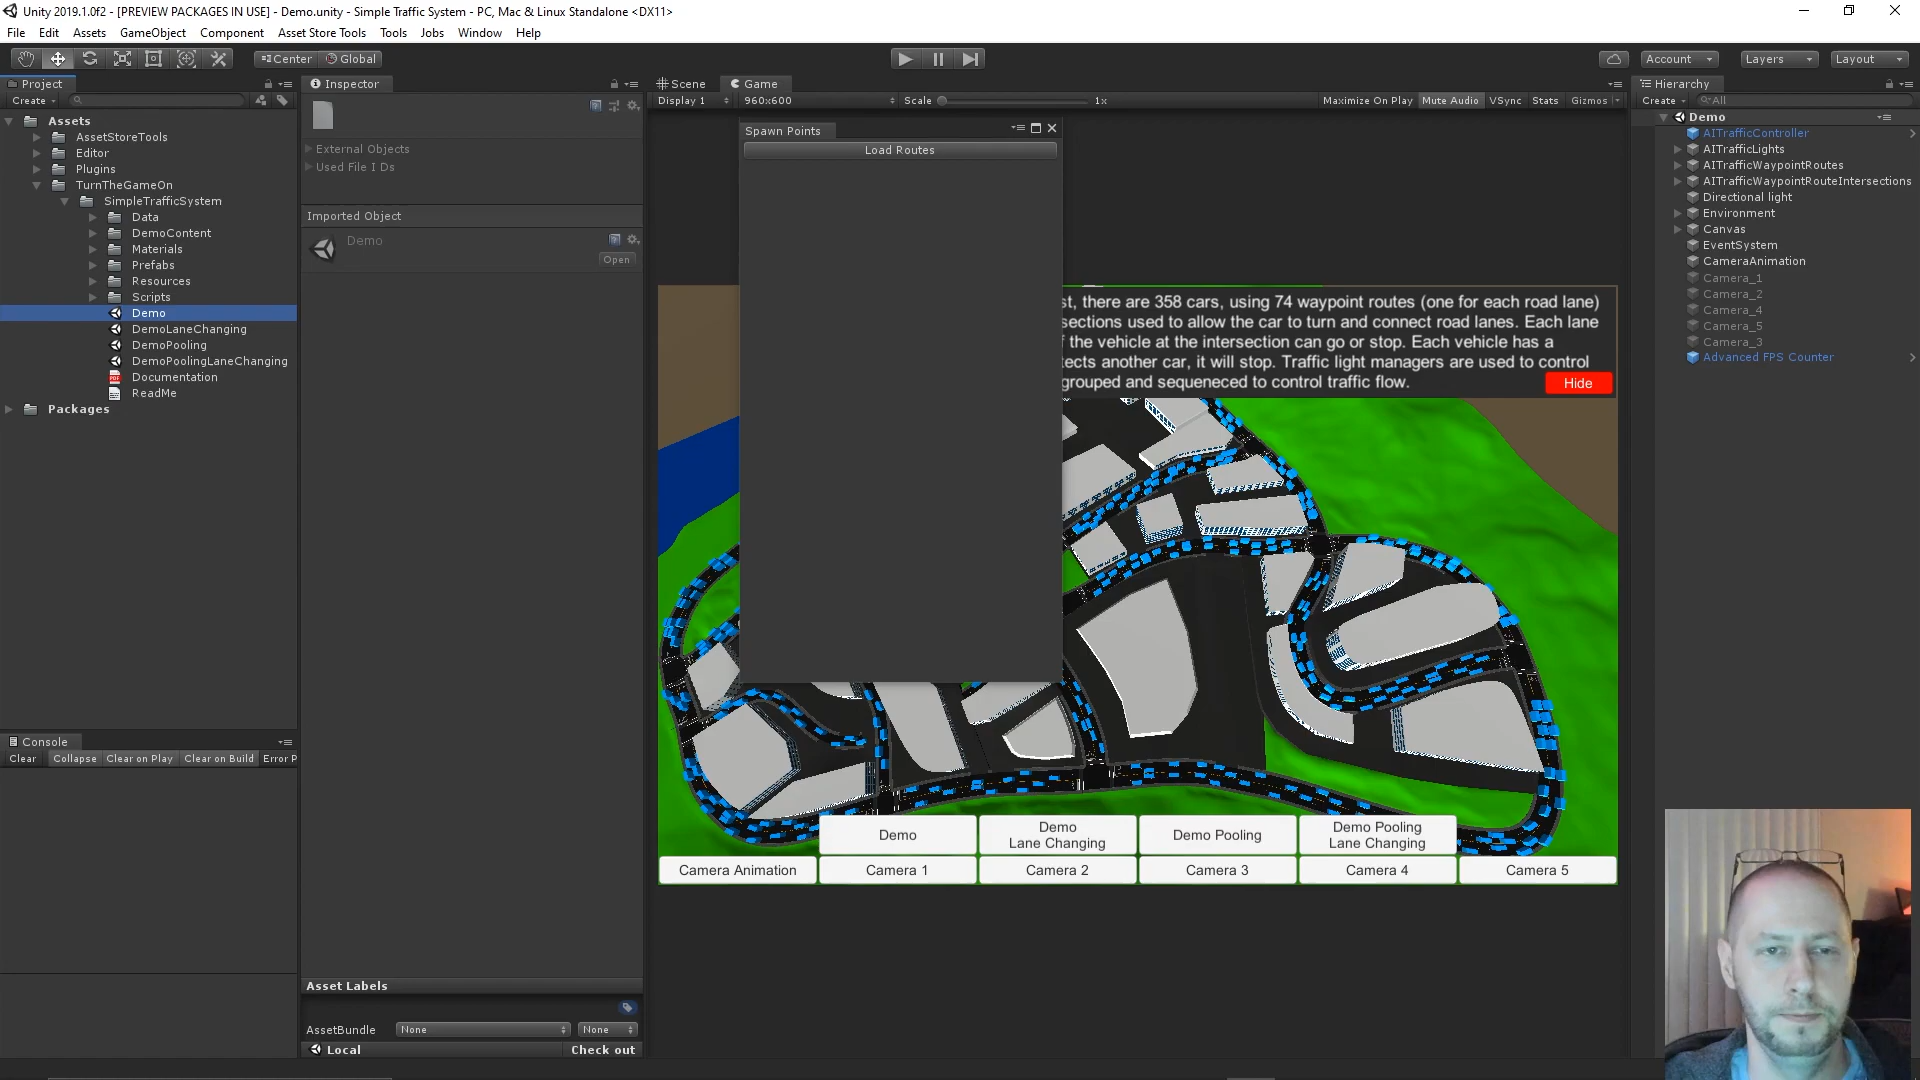 Unity 2019.1.0f2 - [PREVIEW PACKAGES IN USE] - Demo.unity - Simple Traffic System - PC, Mac & Linux Standalone <DX11>
File Edit Assets GameObject Component Asset Store Tools Tools Jobs Window Help
Center Global Account Layers Layout
Project
Create
Assets
AssetStoreTools
Editor
Plugins
TurnTheGameOn
SimpleTrafficSystem
Data
DemoContent
Materials
Prefabs
Resources
Scripts
Demo
DemoLaneChanging
DemoPooling
DemoPoolingLaneChanging
Documentation
ReadMe
Packages
Console
Clear Collapse Clear on Play Clear on Build Error P
Inspector
External Objects
Used File I Ds
Imported Object
Demo
Open
Asset Labels
AssetBundle None None
Local Check out
Scene Game
Display 1 960x600 Scale 1x Maximize On Play Mute Audio VSync Stats Gizmos
Spawn Points
Load Routes
st, there are 358 cars, using 74 waypoint routes (one for each road lane)
sections used to allow the car to turn and connect road lanes. Each lane
f the vehicle at the intersection can go or stop. Each vehicle has a
tects another car, it will stop. Traffic light managers are used to control
grouped and sequeneced to control traffic flow.
Hide
Demo
Demo
Lane Changing
Demo Pooling
Demo Pooling
Lane Changing
Camera Animation Camera 1 Camera 2 Camera 3 Camera 4 Camera 5
Hierarchy
Create All
Demo
AITrafficController
AITrafficLights
AITrafficWaypointRoutes
AITrafficWaypointRouteIntersections
Directional light
Environment
Canvas
EventSystem
CameraAnimation
Camera_1
Camera_2
Camera_4
Camera_5
Camera_3
Advanced FPS Counter